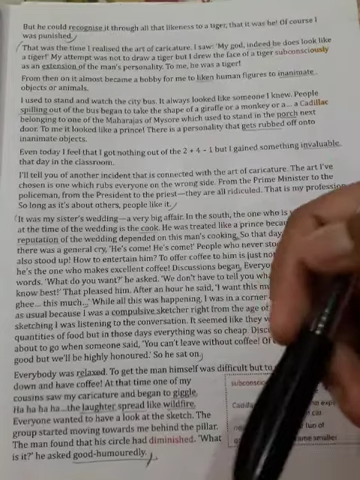 But he could recognise it through all that likeness to a tiger, that it was he! Of course I
was punished.
That was the time I realised the art of caricature. I saw: 'My god, indeed he does look like
a tiger!' My attempt was not to draw a tiger but I drew the face of a tiger subconsciously
as an extension of the man's personality. To me, he was a tiger!
From then on it almost became a hobby for me to liken human figures to inanimate
objects or animals.
I used to stand and watch the city bus. It always looked like someone I knew. People
spilling out of the bus began to take the shape of a giraffe or a monkey or a... a Cadillac
belonging to one of the Maharajas of Mysore which used to stand in the porch next
door. To me it looked like a prince! There is a personality that gets rubbed off onto
inanimate objects.
Even today I feel that I got nothing out of the 2 + 4 – 1 but I gained something invaluable
that day in the classroom.
I'll tell you of another incident that is connected with the art of caricature. The art I've
chosen is one which rubs everyone on the wrong side. From the Prime Minister to the
policeman, from the President to the priest—they are all ridiculed. That is my profession
So long as it's about others, people like it.
It was my sister's wedding—a very big affair. In the south, the one who is
at the time of the wedding is the cook. He was treated like a prince becau
reputation of the wedding depended on this man's cooking. So that day
there was a general cry, 'He's come! He's come!' People who never stoo
also stood up! How to entertain him? To offer coffee to him is just no
he's the one who makes excellent coffee! Discussions began. Everyo
words. 'What do you want?' he asked. 'We don't have to tell you wha
know best!' That pleased him. After an hour he said, 'I want this mu
ghee... this much...' While all this was happening, I was in a corner
as usual because I was a compulsive sketcher right from the age of
sketching I was listening to the conversation. It seemed like they w
quantities of food but in those days everything was so cheap. Disc
about to go when someone said, 'You can't leave without coffee! Of
good but we'll be highly honoured.' So he sat on.
Everybody was relaxed. To get the man himself was difficult but to
down and have coffee! At that time one of my
cousins saw my caricature and began to giggle.
Ha ha ha ha...the laughter spread like wildfire.
Everyone wanted to have a look at the sketch. The
group started moving towards me behind the pillar.
The man found that his circle had diminished. 'What
is it?' he asked good-humouredly.
subconscio
Cadilla
exp
car
fun of
me smaller